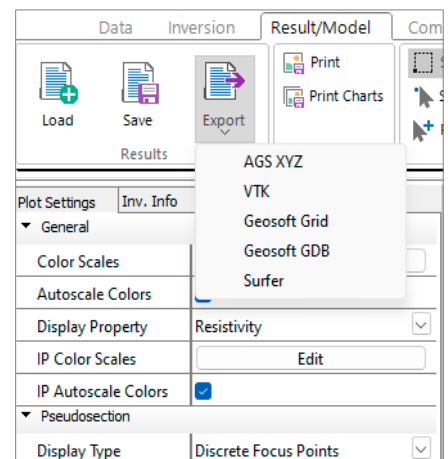 Data Inversion Result/Model Com
Print
Print Charts
Load Save Export
Results
AGS XYZ
VTK
Geosoft Grid
Geosoft GDB
Surfer
Plot Settings Inv. Info
General
Color Scales
Autoscale Colors
Display Property Resistivity
IP Color Scales Edit
IP Autoscale Colors
Pseudosection
Display Type Discrete Focus Points